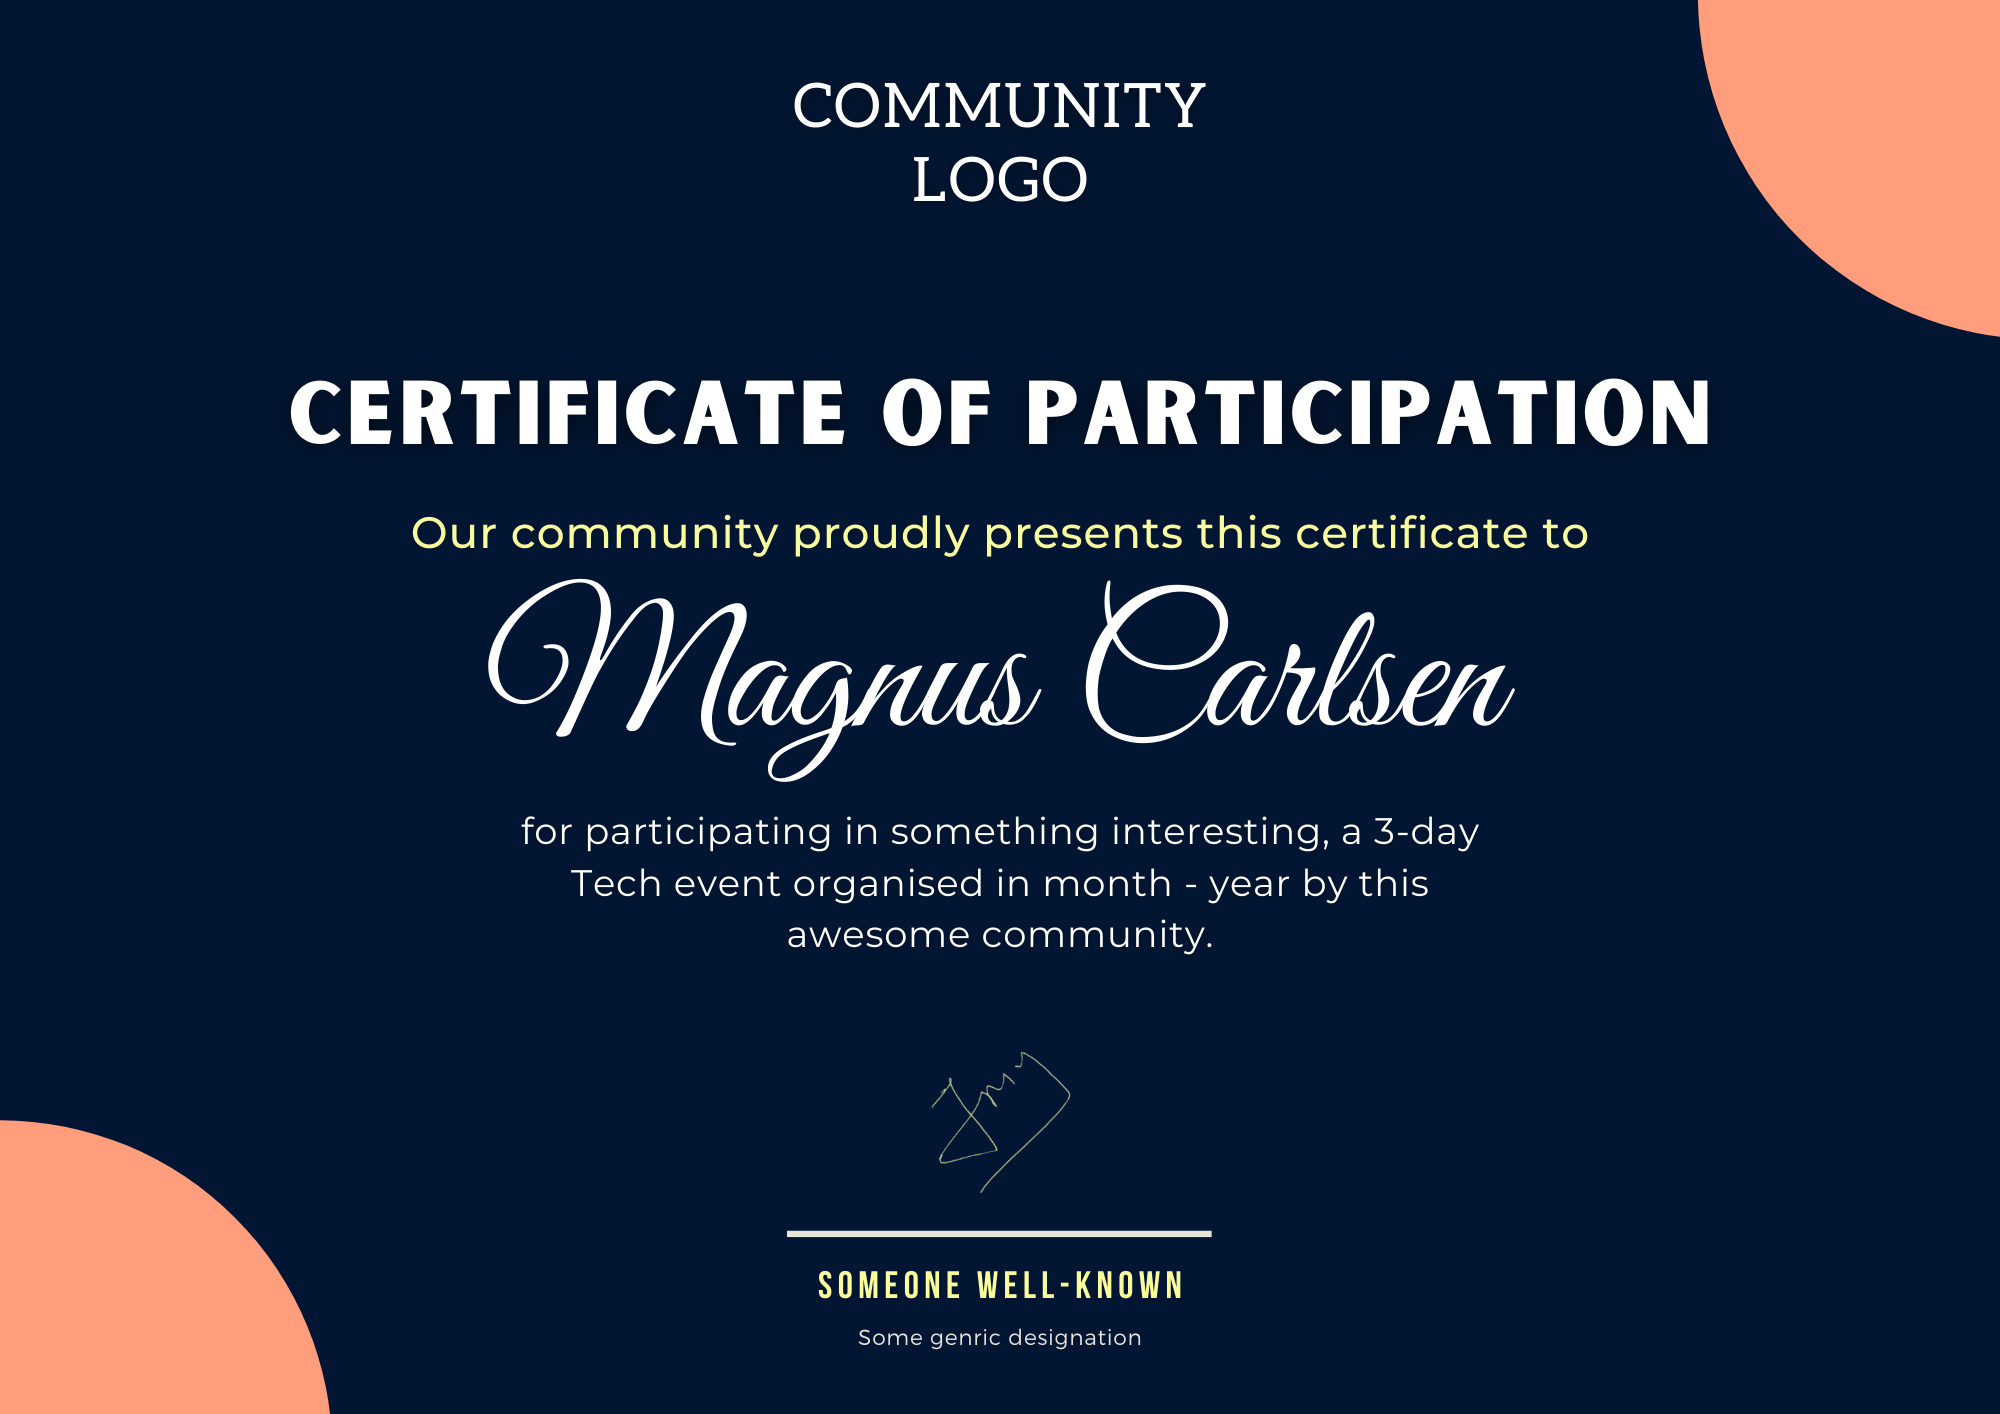 COMMUNITY
LOGO
CERTIFICATE OF PARTICIPATION
Our community proudly presents this certificate to
Magnus Carlsen
for participating in something interesting, a 3-day
Tech event organised in month - year by this
awesome community.
SOMEONE WELL-KNOWN
Some genric designation